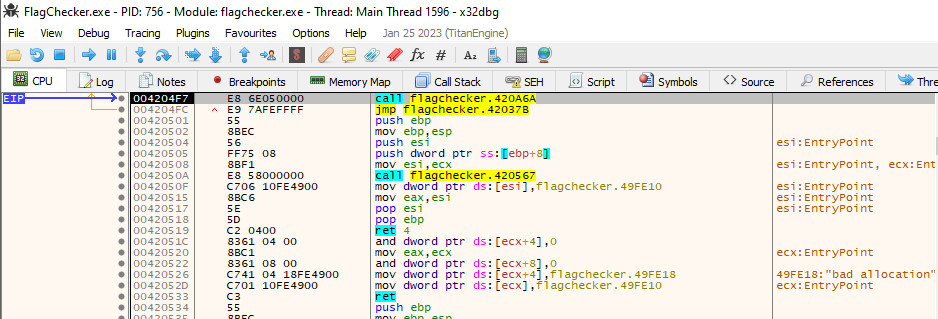 FlagChecker.exe - PID: 756 - Module: flagchecker.exe - Thread: Main Thread 1596 - x32dbg
File View Debug Tracing Plugins Favourites Options Help Jan 25 2023 (TitanEngine)
CPU Log Notes Breakpoints Memory Map Call Stack SEH Script Symbols Source References Thre
EIP 004204F7 E8 6E050000 call flagchecker.420A6A
004204FC E9 7AFEFFFF jmp flagchecker.42037B
00420501 55 push ebp
00420502 8BEC mov ebp,esp
00420504 56 push esi esi:EntryPoint
00420505 FF75 08 push dword ptr ss:[ebp+8]
00420508 8BF1 mov esi,ecx esi:EntryPoint, ecx:Ent
0042050A E8 58000000 call flagchecker.420567
0042050F C706 10FE4900 mov dword ptr ds:[esi],flagchecker.49FE10 esi:EntryPoint
00420515 8BC6 mov eax,esi esi:EntryPoint
00420517 5E pop esi esi:EntryPoint
00420518 5D pop ebp
00420519 C2 0400 ret 4
0042051C 8361 04 00 and dword ptr ds:[ecx+4],0
00420520 8BC1 mov eax,ecx ecx:EntryPoint
00420522 8361 08 00 and dword ptr ds:[ecx+8],0
00420526 C741 04 18FE4900 mov dword ptr ds:[ecx+4],flagchecker.49FE18 49FE18:"bad allocation"
0042052D C701 10FE4900 mov dword ptr ds:[ecx],flagchecker.49FE10 ecx:EntryPoint
00420533 C3 ret
00420534 55 push ebp
00420535 8BEC mov ebp,esp